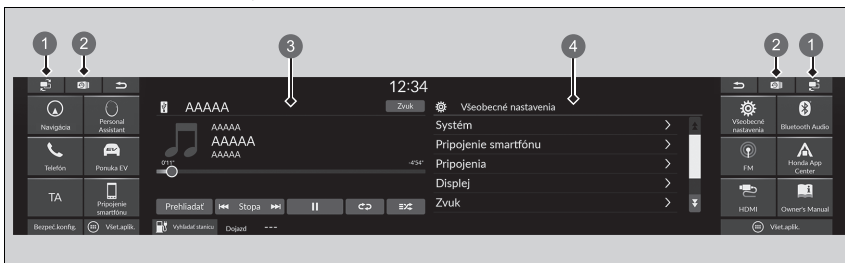 1
2
3
4
2
1
12:34
Navigácia
Personal
Assistant
Telefón
EV
Ponuka EV
TA
Pripojenie
smartfónu
Bezpeč.konfig.
Všet.aplik.
AAAAA
Zvuk
AAAAA
AAAAA
AAAAA
0'11"
-4'54"
Prehliadať
Stopa
Vyhľadať stanicu
Dojazd
---
Všeobecné nastavenia
Systém
Pripojenie smartfónu
Pripojenia
Displej
Zvuk
Všeobecné
nastavenia
Bluetooth Audio
FM
Honda App
Center
HDMI
Owner's Manual
Všet.aplik.